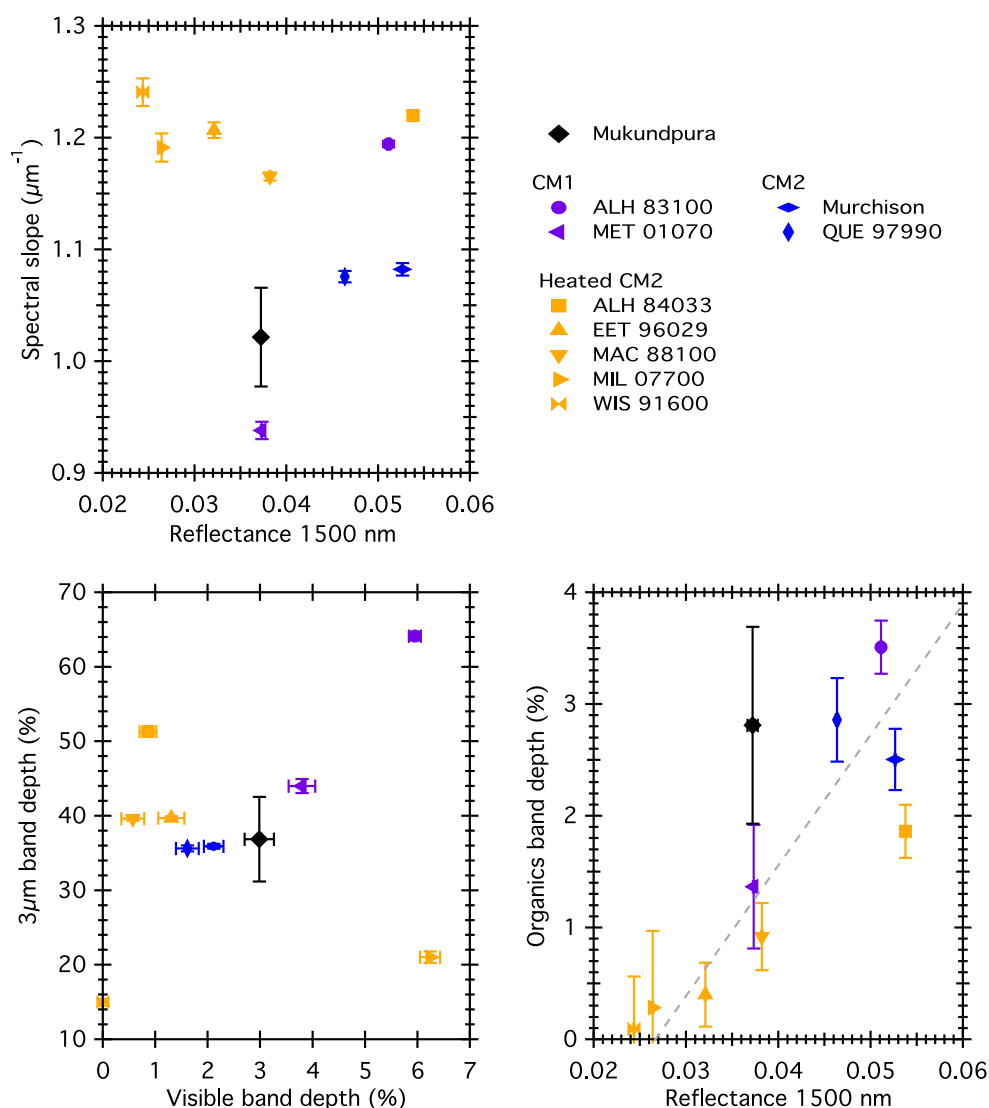 1.3
1.2
1.1
1.0
0.9
Spectral slope (µm⁻¹)
0.02 0.03 0.04 0.05 0.06
Reflectance 1500 nm
Mukundpura
CM1
ALH 83100
MET 01070
CM2
Murchison
QUE 97990
Heated CM2
ALH 84033
EET 96029
MAC 88100
MIL 07700
WIS 91600
70
60
50
40
30
20
10
3µm band depth (%)
0 1 2 3 4 5 6 7
Visible band depth (%)
4
3
2
1
0
Organics band depth (%)
0.02 0.03 0.04 0.05 0.06
Reflectance 1500 nm